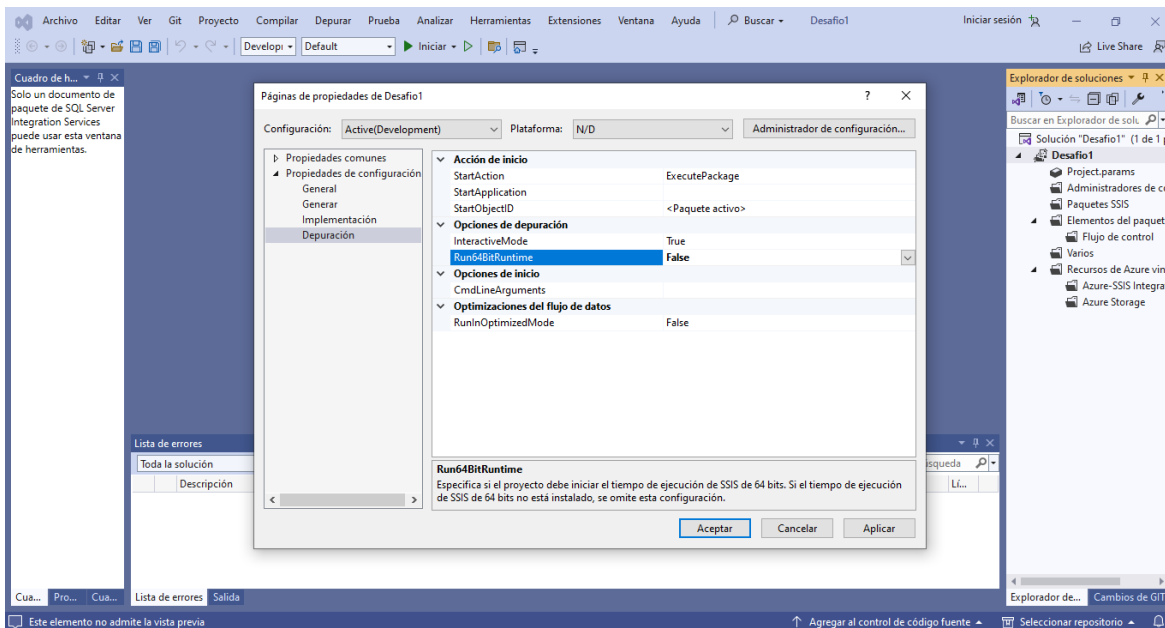 Archivo Editar Ver Git Proyecto Compilar Depurar Prueba Analizar Herramientas Extensiones Ventana Ayuda Buscar Desafio1 Iniciar sesión
Developi Default Iniciar Live Share
Cuadro de h...
Solo un documento de
paquete de SQL Server
Integration Services
puede usar esta ventana
de herramientas.
Páginas de propiedades de Desafio1 ? ×
Configuración: Active(Development) Plataforma: N/D Administrador de configuración...
Propiedades comunes
Propiedades de configuración
General
Generar
Implementación
Depuración
Acción de inicio
StartAction ExecutePackage
StartApplication
StartObjectID <Paquete activo>
Opciones de depuración
InteractiveMode True
Run64BitRuntime False
Opciones de inicio
CmdLineArguments
Optimizaciones del flujo de datos
RunInOptimizedMode False
Run64BitRuntime
Especifica si el proyecto debe iniciar el tiempo de ejecución de SSIS de 64 bits. Si el tiempo de ejecución
de SSIS de 64 bits no está instalado, se omite esta configuración.
Aceptar Cancelar Aplicar
Explorador de soluciones
Buscar en Explorador de solu
Solución "Desafio1" (1 de 1
Desafio1
Project.params
Administradores de c
Paquetes SSIS
Elementos del paquet
Flujo de control
Varios
Recursos de Azure vin
Azure-SSIS Integra
Azure Storage
Lista de errores
Toda la solución squeda
Descripción Lí...
Cua... Pro... Cua... Lista de errores Salida
Explorador de... Cambios de GIT
Este elemento no admite la vista previa Agregar al control de código fuente Seleccionar repositorio